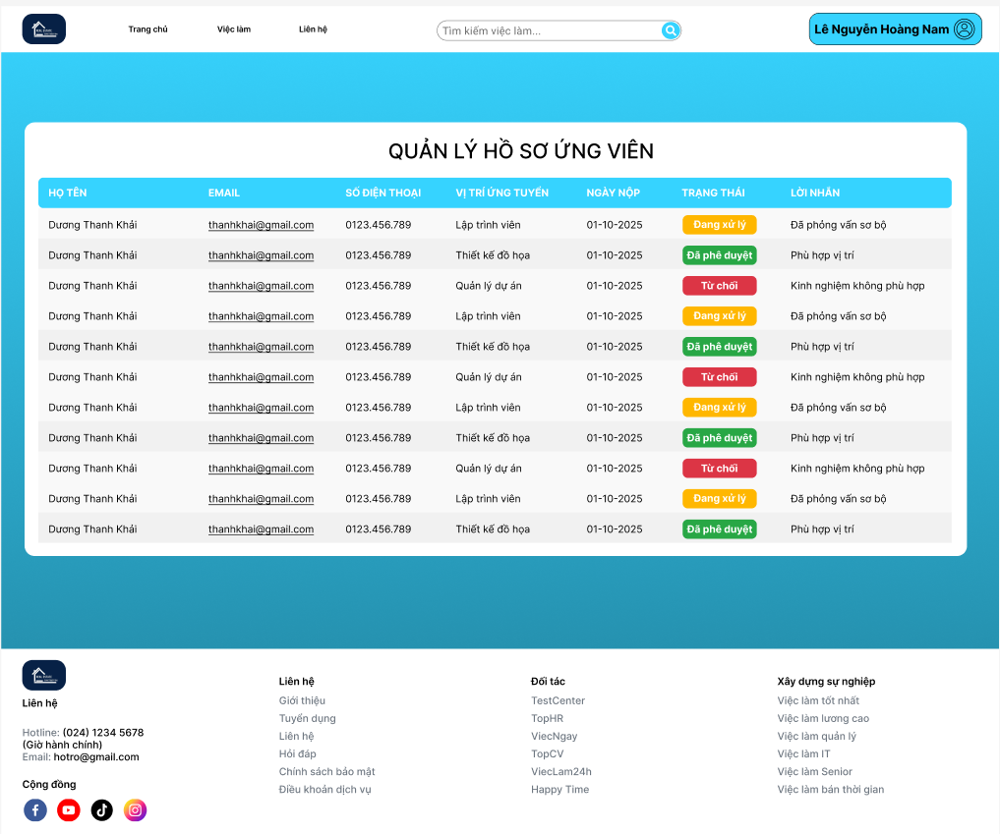 Trang chủ Việc làm Liên hệ Tìm kiếm việc làm... Lê Nguyễn Hoàng Nam
QUẢN LÝ HỒ SƠ ỨNG VIÊN
HỌ TÊN EMAIL SỐ ĐIỆN THOẠI VỊ TRÍ ỨNG TUYỂN NGÀY NỘP TRẠNG THÁI LỜI NHẮN
Dương Thanh Khải thanhkhai@gmail.com 0123.456.789 Lập trình viên 01-10-2025 Đang xử lý Đã phỏng vấn sơ bộ
Dương Thanh Khải thanhkhai@gmail.com 0123.456.789 Thiết kế đồ họa 01-10-2025 Đã phê duyệt Phù hợp vị trí
Dương Thanh Khải thanhkhai@gmail.com 0123.456.789 Quản lý dự án 01-10-2025 Từ chối Kinh nghiệm không phù hợp
Dương Thanh Khải thanhkhai@gmail.com 0123.456.789 Lập trình viên 01-10-2025 Đang xử lý Đã phỏng vấn sơ bộ
Dương Thanh Khải thanhkhai@gmail.com 0123.456.789 Thiết kế đồ họa 01-10-2025 Đã phê duyệt Phù hợp vị trí
Dương Thanh Khải thanhkhai@gmail.com 0123.456.789 Quản lý dự án 01-10-2025 Từ chối Kinh nghiệm không phù hợp
Dương Thanh Khải thanhkhai@gmail.com 0123.456.789 Lập trình viên 01-10-2025 Đang xử lý Đã phỏng vấn sơ bộ
Dương Thanh Khải thanhkhai@gmail.com 0123.456.789 Thiết kế đồ họa 01-10-2025 Đã phê duyệt Phù hợp vị trí
Dương Thanh Khải thanhkhai@gmail.com 0123.456.789 Quản lý dự án 01-10-2025 Từ chối Kinh nghiệm không phù hợp
Dương Thanh Khải thanhkhai@gmail.com 0123.456.789 Lập trình viên 01-10-2025 Đang xử lý Đã phỏng vấn sơ bộ
Dương Thanh Khải thanhkhai@gmail.com 0123.456.789 Thiết kế đồ họa 01-10-2025 Đã phê duyệt Phù hợp vị trí
Liên hệ
Hotline: (024) 1234 5678
(Giờ hành chính)
Email: hotro@gmail.com
Cộng đồng
Liên hệ
Giới thiệu
Tuyển dụng
Liên hệ
Hỏi đáp
Chính sách bảo mật
Điều khoản dịch vụ
Đối tác
TestCenter
TopHR
ViecNgay
TopCV
ViecLam24h
Happy Time
Xây dựng sự nghiệp
Việc làm tốt nhất
Việc làm lương cao
Việc làm quản lý
Việc làm IT
Việc làm Senior
Việc làm bán thời gian